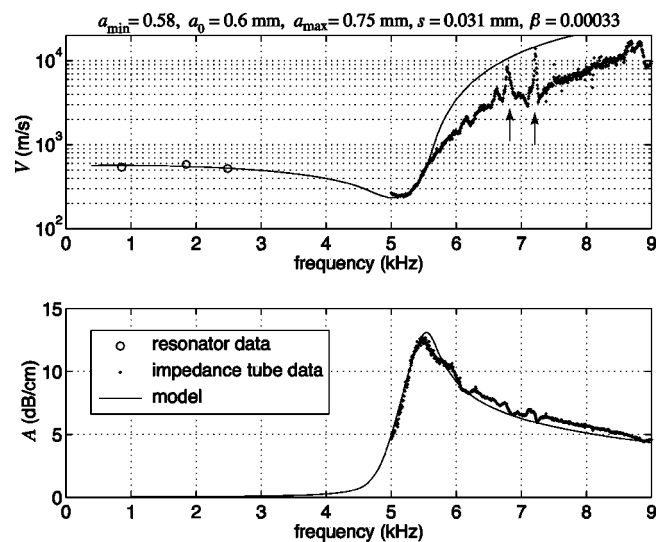 a_min = 0.58, a_0 = 0.6 mm, a_max = 0.75 mm, s = 0.031 mm, β = 0.00033
V (m/s)
10^4
10^3
10^2
0 1 2 3 4 5 6 7 8 9
frequency (kHz)
A (dB/cm)
15
10
5
0
resonator data
impedance tube data
model
0 1 2 3 4 5 6 7 8 9
frequency (kHz)